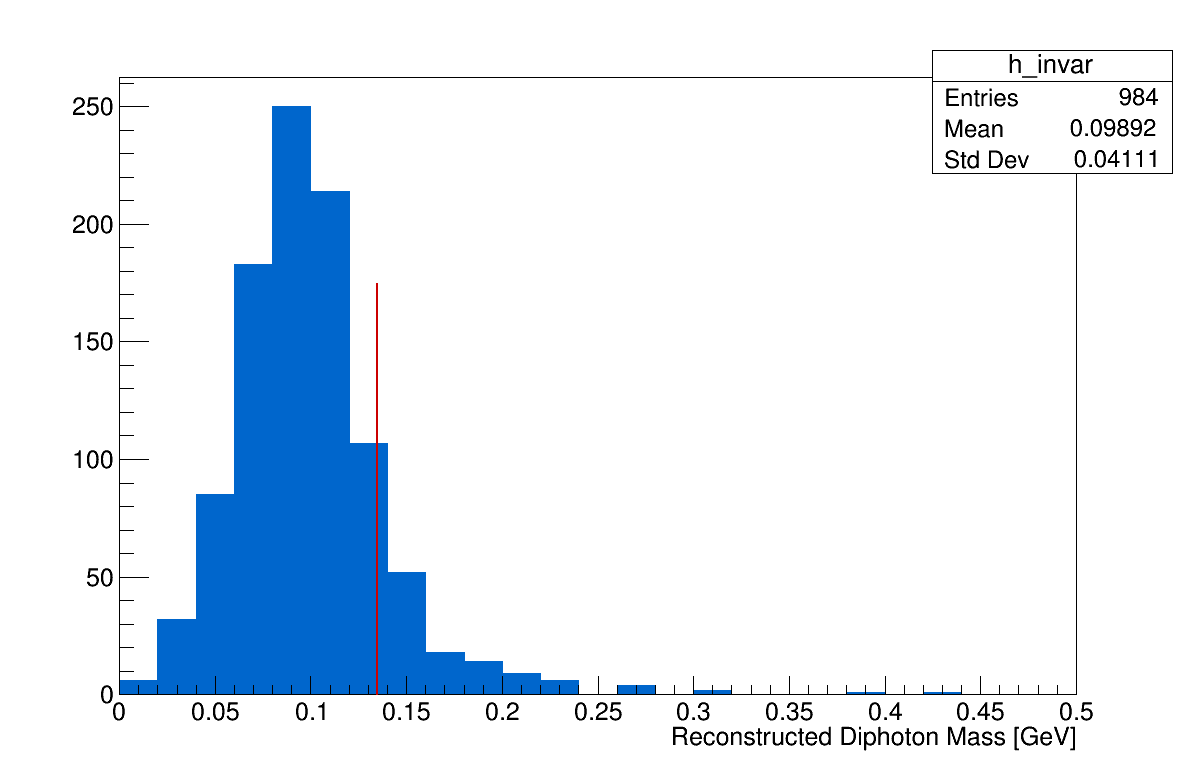 h_invar
Entries 984
Mean 0.09892
Std Dev 0.04111
250
200
150
100
50
0
0 0.05 0.1 0.15 0.2 0.25 0.3 0.35 0.4 0.45 0.5
Reconstructed Diphoton Mass [GeV]